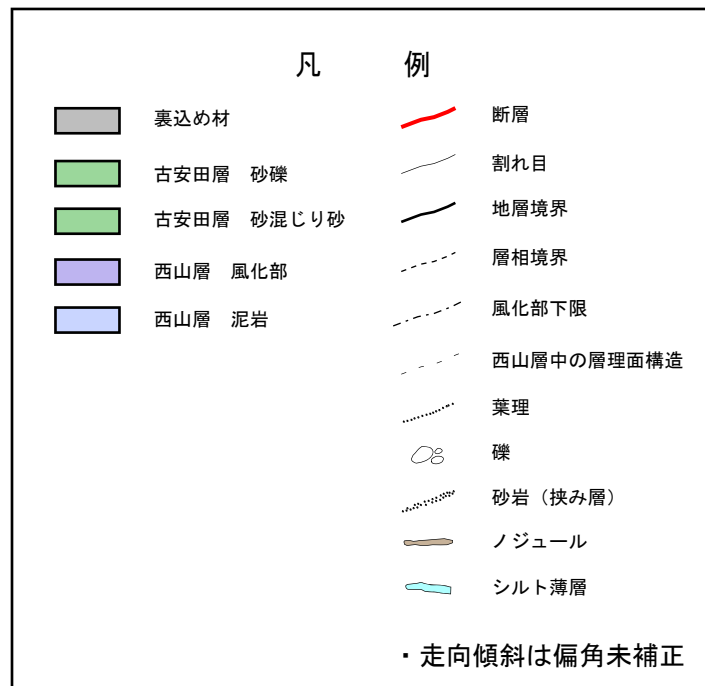 凡 例
裏込め材
古安田層 砂礫
古安田層 砂混じり砂
西山層 風化部
西山層 泥岩
断層
割れ目
地層境界
層相境界
風化部下限
西山層中の層理面構造
葉理
礫
砂岩（挟み層）
ノジュール
シルト薄層
・走向傾斜は偏角未補正